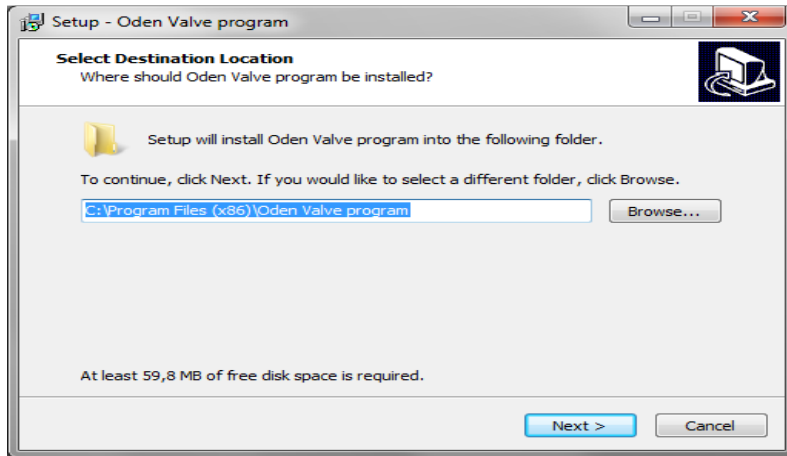 Setup - Oden Valve program
Select Destination Location
Where should Oden Valve program be installed?
Setup will install Oden Valve program into the following folder.
To continue, click Next. If you would like to select a different folder, click Browse.
C:\Program Files (x86)\Oden Valve program
Browse...
At least 59,8 MB of free disk space is required.
Next >
Cancel